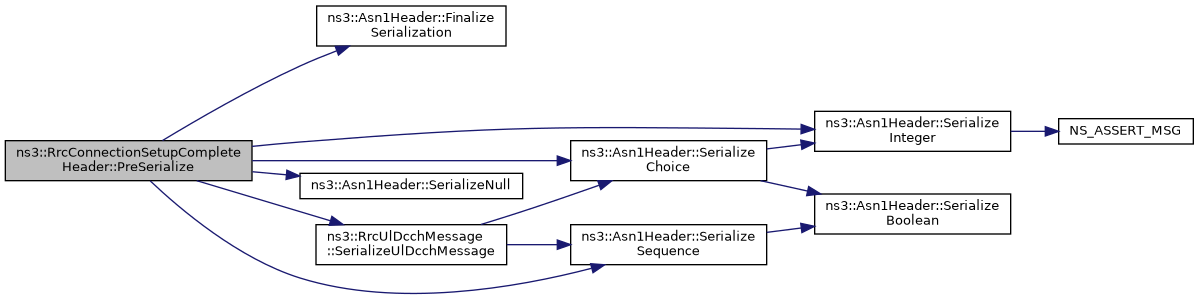 ns3::Asn1Header::Finalize
Serialization
ns3::RrcConnectionSetupComplete
Header::PreSerialize
ns3::Asn1Header::Serialize
Integer
NS_ASSERT_MSG
ns3::Asn1Header::Serialize
Choice
ns3::Asn1Header::SerializeNull
ns3::Asn1Header::Serialize
Boolean
ns3::RrcUlDcchMessage
::SerializeUlDcchMessage
ns3::Asn1Header::Serialize
Sequence